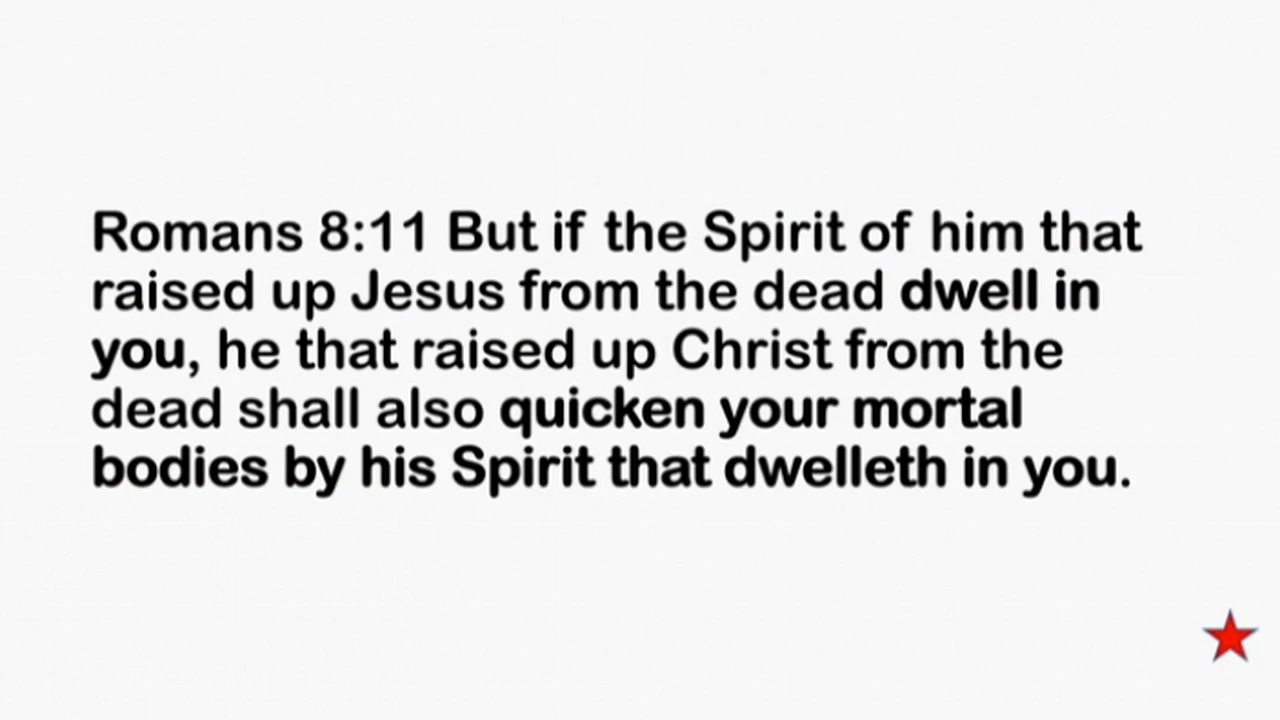 Romans 8:11 But if the Spirit of him that
raised up Jesus from the dead dwell in
you, he that raised up Christ from the
dead shall also quicken your mortal
bodies by his Spirit that dwelleth in you.